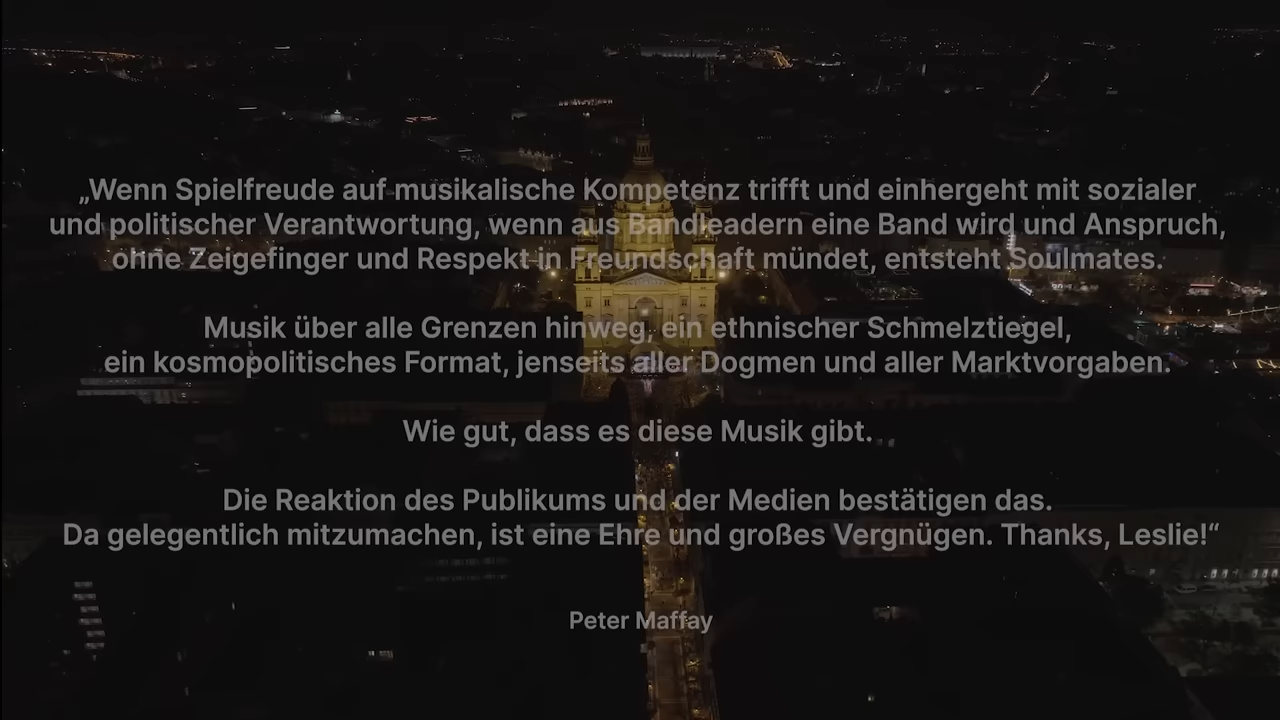 „Wenn Spielfreude auf musikalische Kompetenz trifft und einhergeht mit sozialer
und politischer Verantwortung, wenn aus Bandleadern eine Band wird und Anspruch,
ohne Zeigefinger und Respekt in Freundschaft mündet, entsteht Soulmates.
Musik über alle Grenzen hinweg, ein ethnischer Schmelztiegel,
ein kosmopolitisches Format, jenseits aller Dogmen und aller Marktvorgaben.
Wie gut, dass es diese Musik gibt.
Die Reaktion des Publikums und der Medien bestätigen das.
Da gelegentlich mitzumachen, ist eine Ehre und großes Vergnügen. Thanks, Leslie!“
Peter Maffay